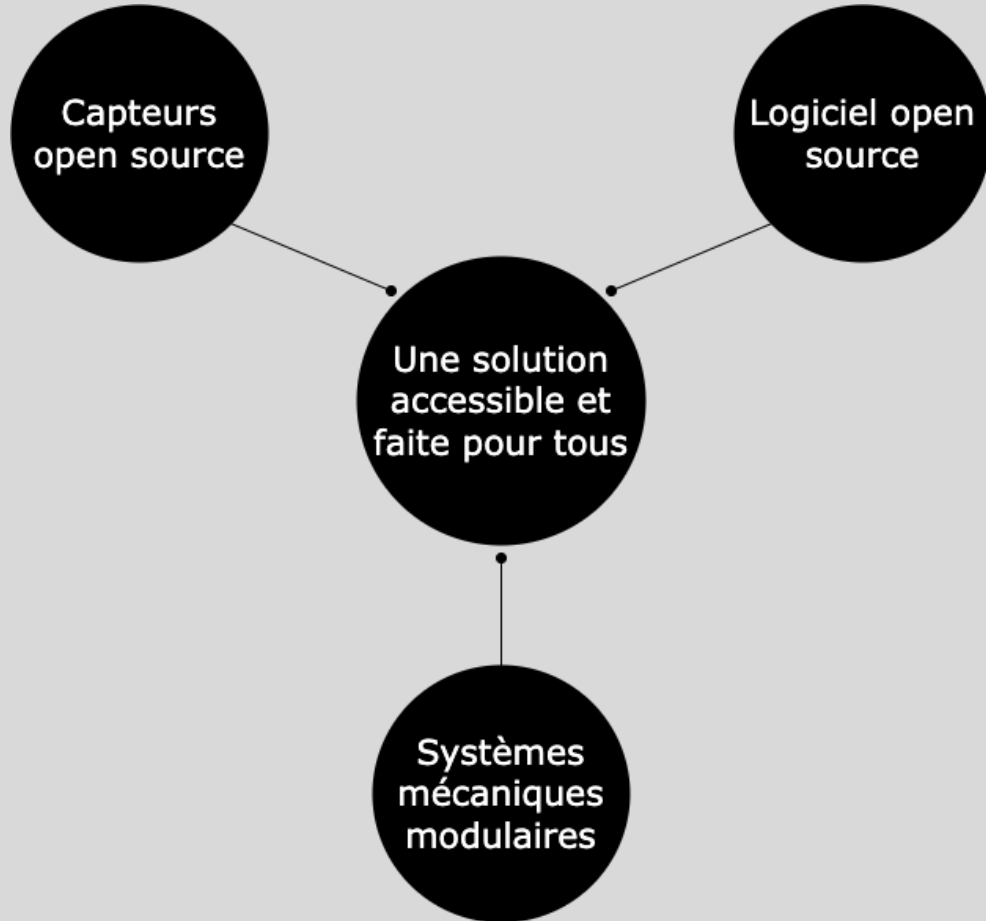 Capteurs
open source
Logiciel open
source
Une solution
accessible et
faite pour tous
Systèmes
mécaniques
modulaires